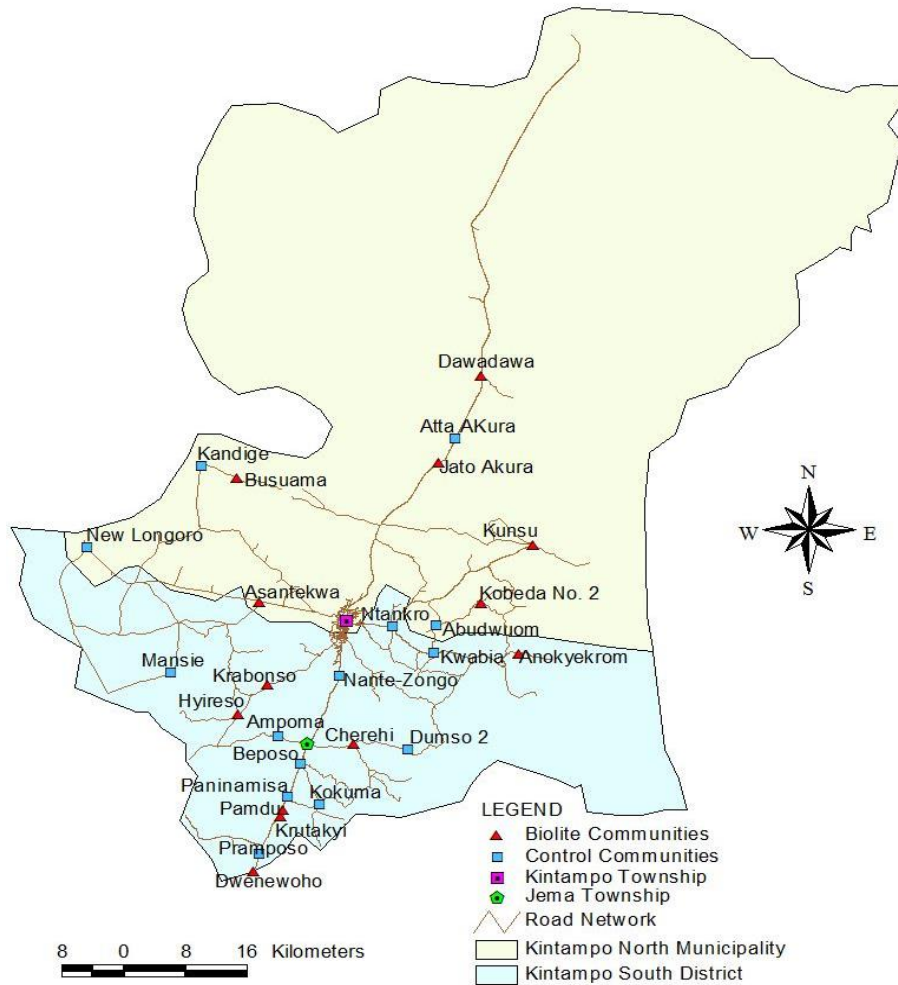 Dawadawa
Atta AKura
Jato Akura
Kandige
Busuama
N
W E
S
New Longoro
Kunsu
Asantekwa
Kobeda No. 2
Ntankro
Abudwuom
Kwabia
Anokyekrom
Mansie
Krabonso
Nante-Zongo
Hyireso
Ampoma
Cherehi
Dumso 2
Beposo
Paninamisa
Kokuma
Pamdu
Krutakyi
Pramposo
Dwenewoho
LEGEND
Biolite Communities
Control Communities
Kintampo Township
Jema Township
Road Network
Kintampo North Municipality
Kintampo South District
8 0 8 16 Kilometers